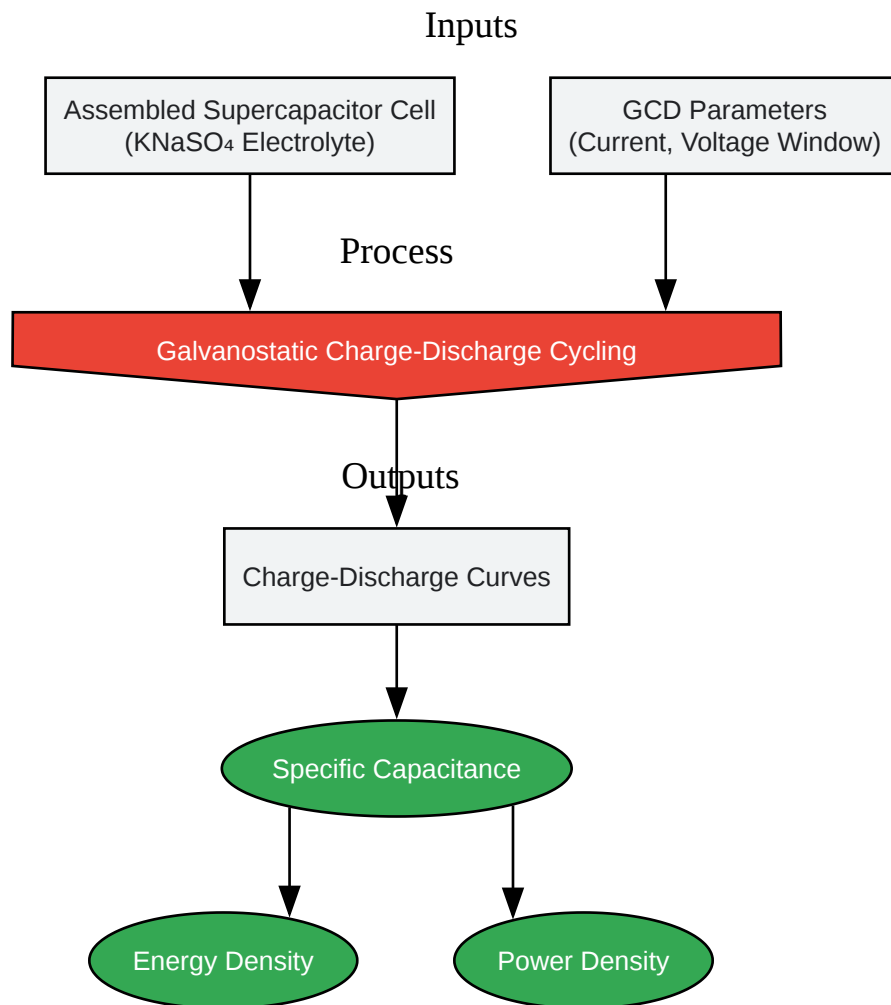 Inputs
Assembled Supercapacitor Cell
(KNaSO₄ Electrolyte)
GCD Parameters
(Current, Voltage Window)
Process
Galvanostatic Charge-Discharge Cycling
Outputs
Charge-Discharge Curves
Specific Capacitance
Energy Density
Power Density